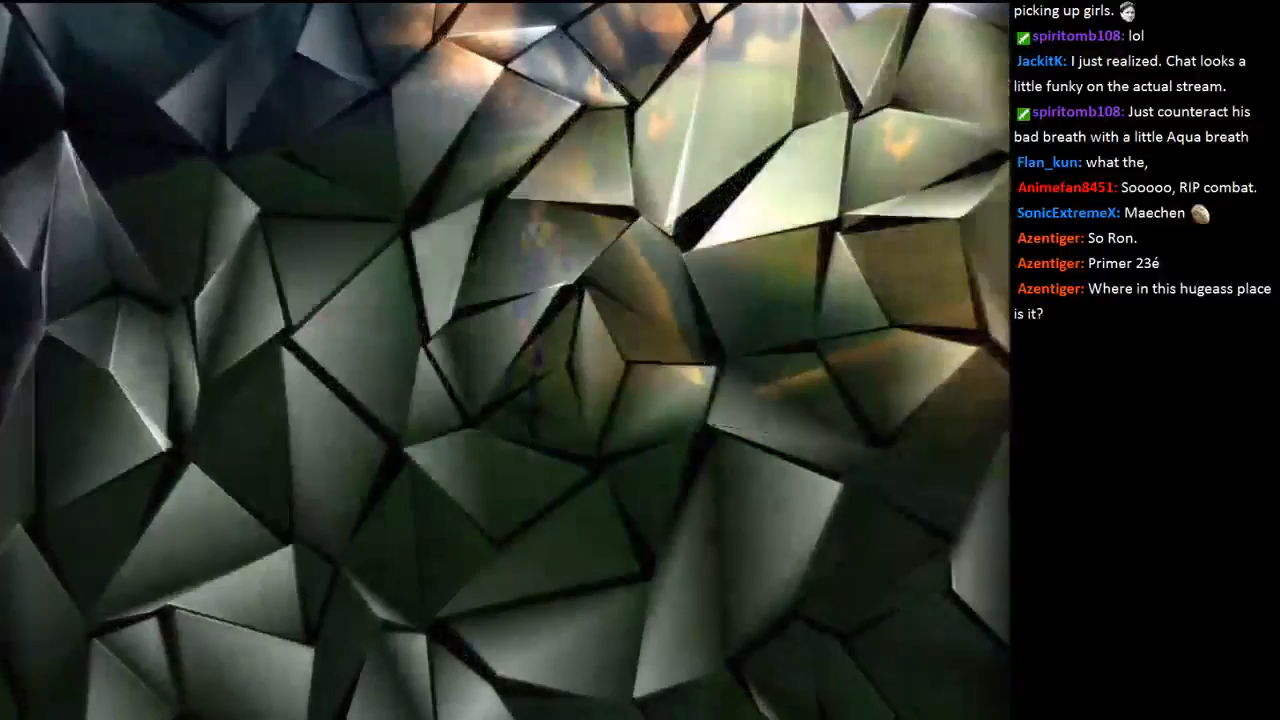 picking up girls.
spiritomb108: lol
JackitK: I just realized. Chat looks a
little funky on the actual stream.
spiritomb108: Just counteract his
bad breath with a little Aqua breath
Flan_kun: what the,
Animefan8451: Sooooo, RIP combat.
SonicExtremeX: Maechen
Azentiger: So Ron.
Azentiger: Primer 23é
Azentiger: Where in this hugeass place
is it?